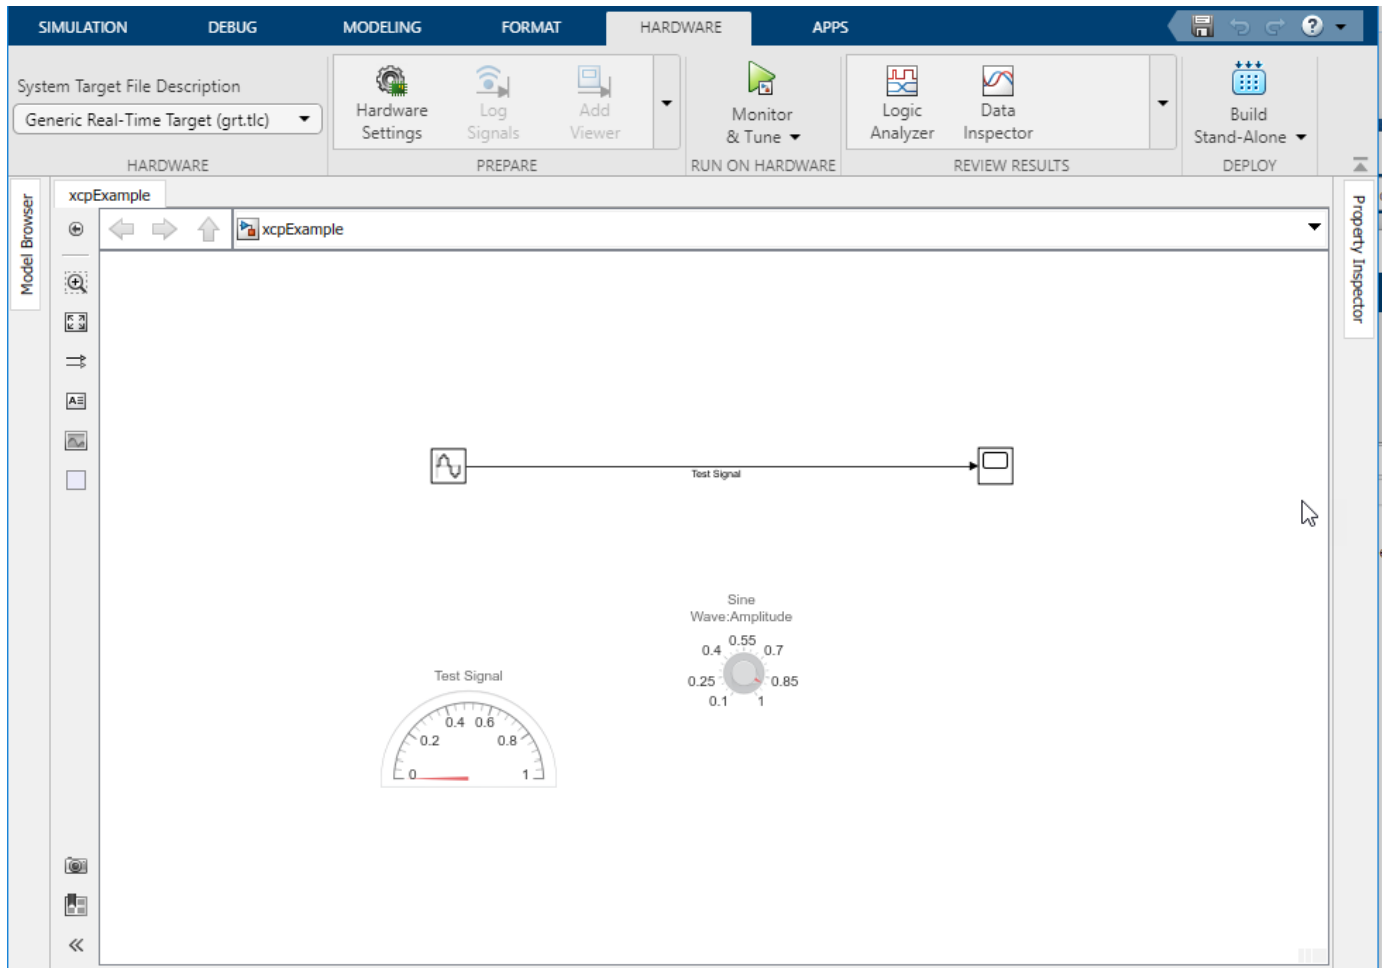 SIMULATION DEBUG MODELING FORMAT HARDWARE APPS
System Target File Description
Generic Real-Time Target (grt.tlc)
HARDWARE
Hardware
Settings
Log
Signals
Add
Viewer
PREPARE
Monitor
& Tune
RUN ON HARDWARE
Logic
Analyzer
Data
Inspector
REVIEW RESULTS
Build
Stand-Alone
DEPLOY
Model Browser
xcpExample
xcpExample
Property Inspector
Test Signal
Sine
Wave:Amplitude
0.55
0.4 0.7
0.25 0.85
0.1 1
Test Signal
0.4 0.6
0.2 0.8
0 1